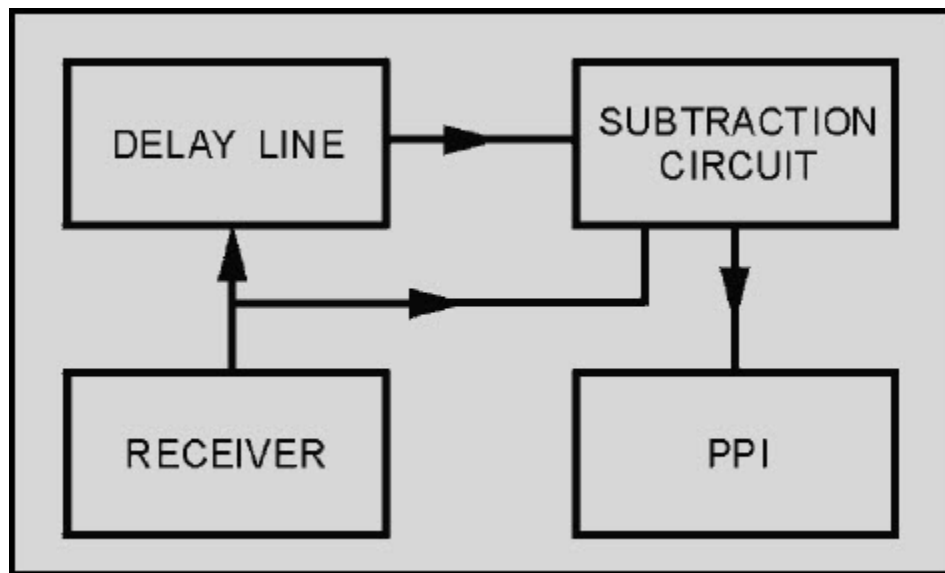 DELAY LINE
SUBTRACTION
CIRCUIT
RECEIVER
PPI